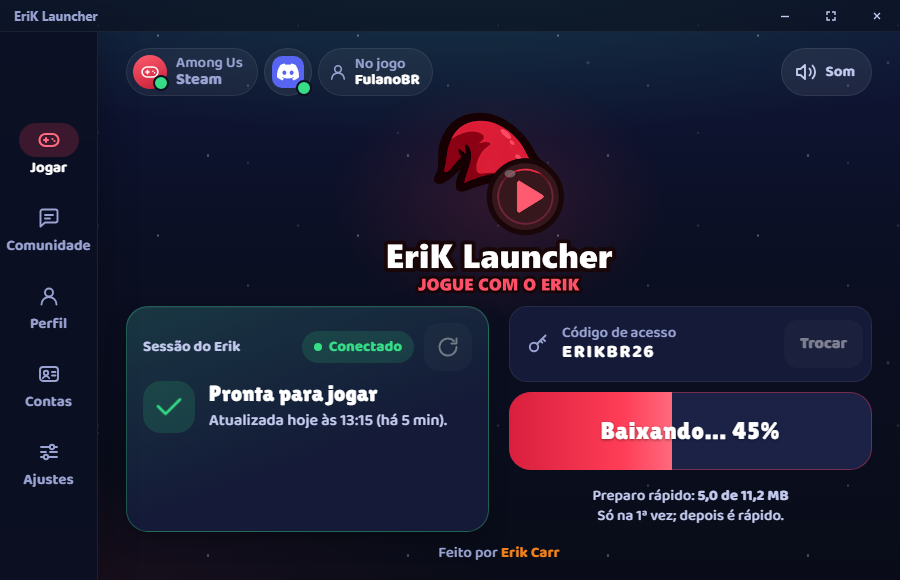 EriK Launcher
Among Us
Steam
No jogo
FulanoBR
Som
Jogar
Comunidade
Perfil
Contas
Ajustes
EriK Launcher
JOGUE COM O ERIK
Sessão do Erik
Conectado
Pronta para jogar
Atualizada hoje às 13:15 (há 5 min).
Código de acesso
ERIKBR26
Trocar
Baixando... 45%
Preparo rápido: 5,0 de 11,2 MB
Só na 1ª vez; depois é rápido.
Feito por Erik Carr